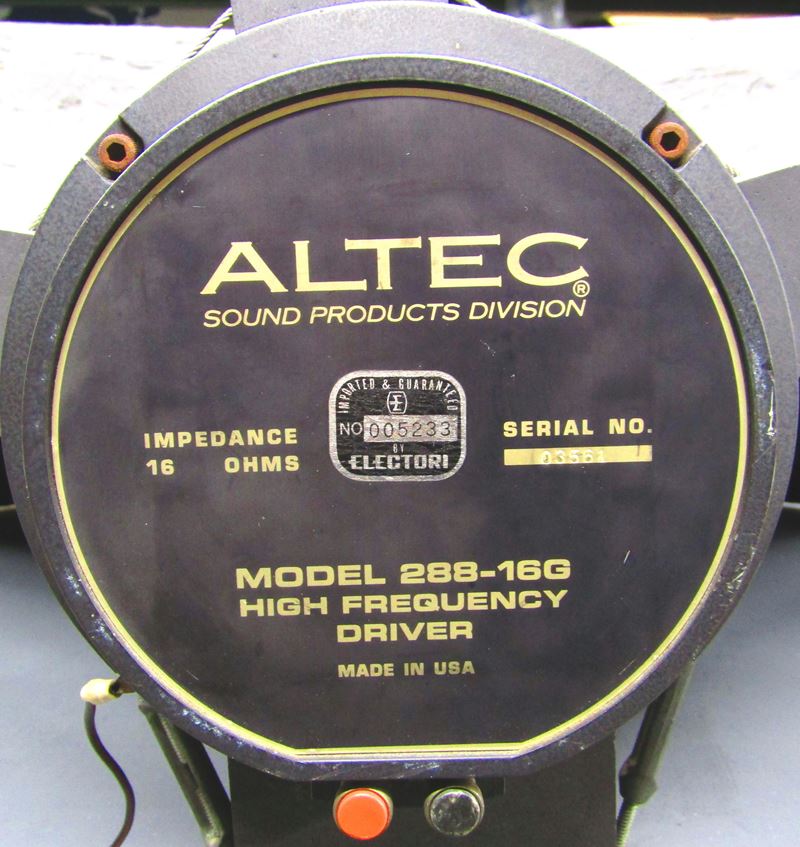 ALTEC®
SOUND PRODUCTS DIVISION
IMPORTED & GUARANTEED
E
NO 005233
BY
ELECTORI
IMPEDANCE
16 OHMS
SERIAL NO.
03561
MODEL 288-16G
HIGH FREQUENCY
DRIVER
MADE IN USA